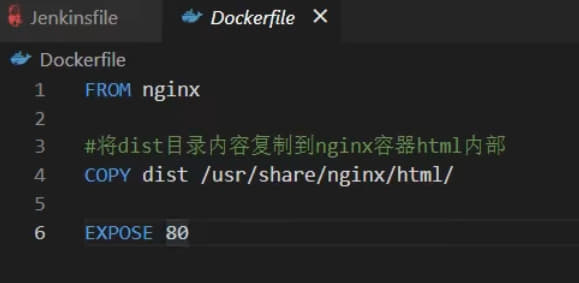 Jenkinsfile Dockerfile ✕
Dockerfile
1 FROM nginx
2
3 #将dist目录内容复制到nginx容器html内部
4 COPY dist /usr/share/nginx/html/
5
6 EXPOSE 80